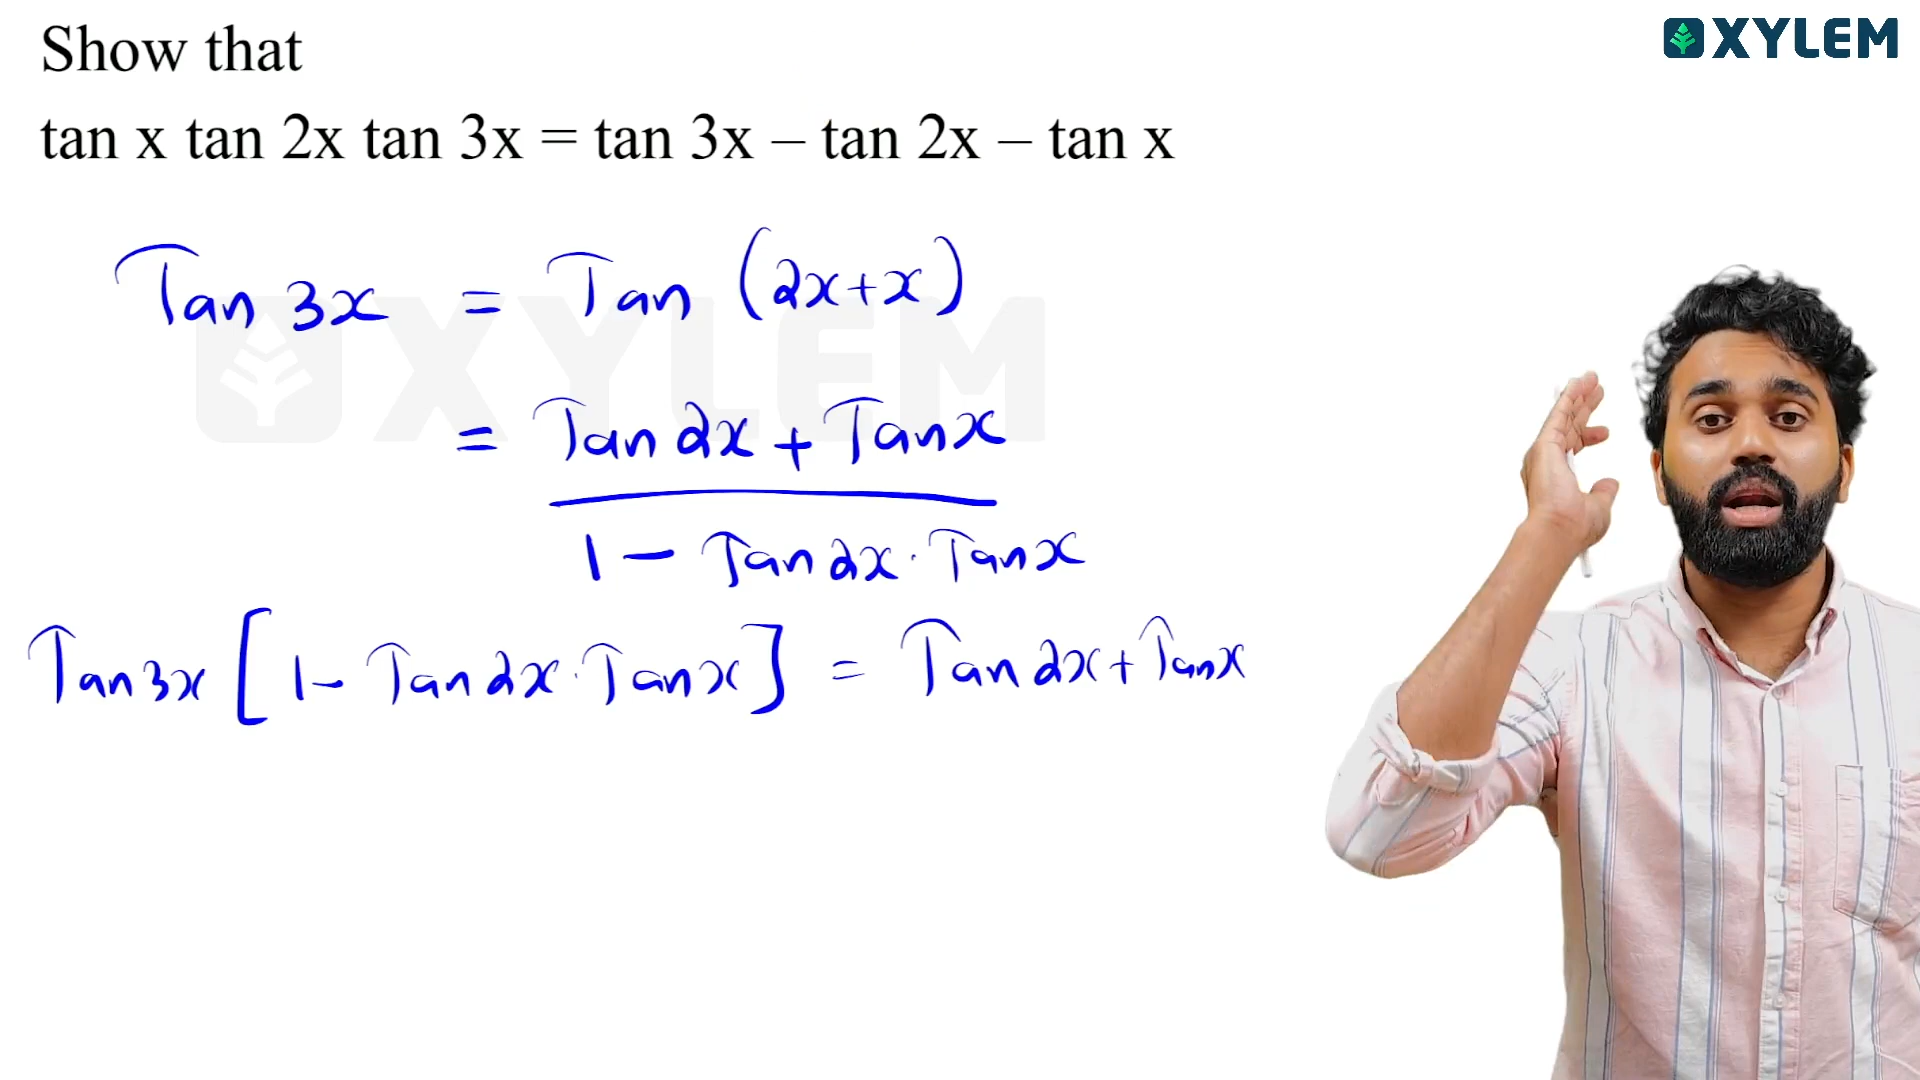 Show that
XYLEM
tan x tan 2x tan 3x = tan 3x – tan 2x – tan x
Tan 3x = Tan (2x+x)
XYLEM
= Tan 2x + Tan x
1 – Tan 2x · Tan x
Tan 3x [ 1 – Tan 2x · Tan x ] = Tan 2x + Tan x